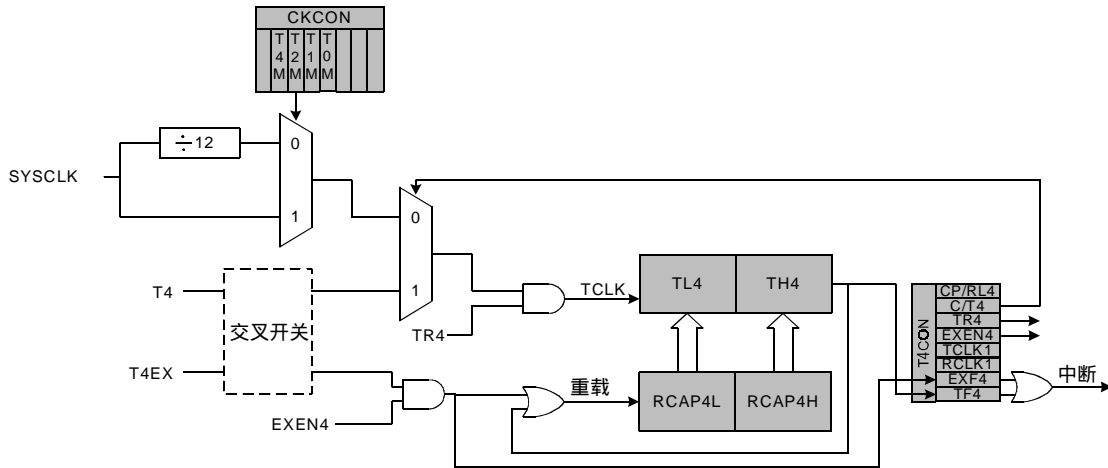 CKCON
T4M T2M T1M T0M
÷12
0
SYSCLK
1
0
T4
交叉开关
1
TCLK
TL4
TH4
TR4
T4EX
EXEN4
重载
RCAP4L
RCAP4H
T4CON
CP/RL4
C/T4
TR4
EXEN4
TCLK1
RCLK1
EXF4
TF4
中断